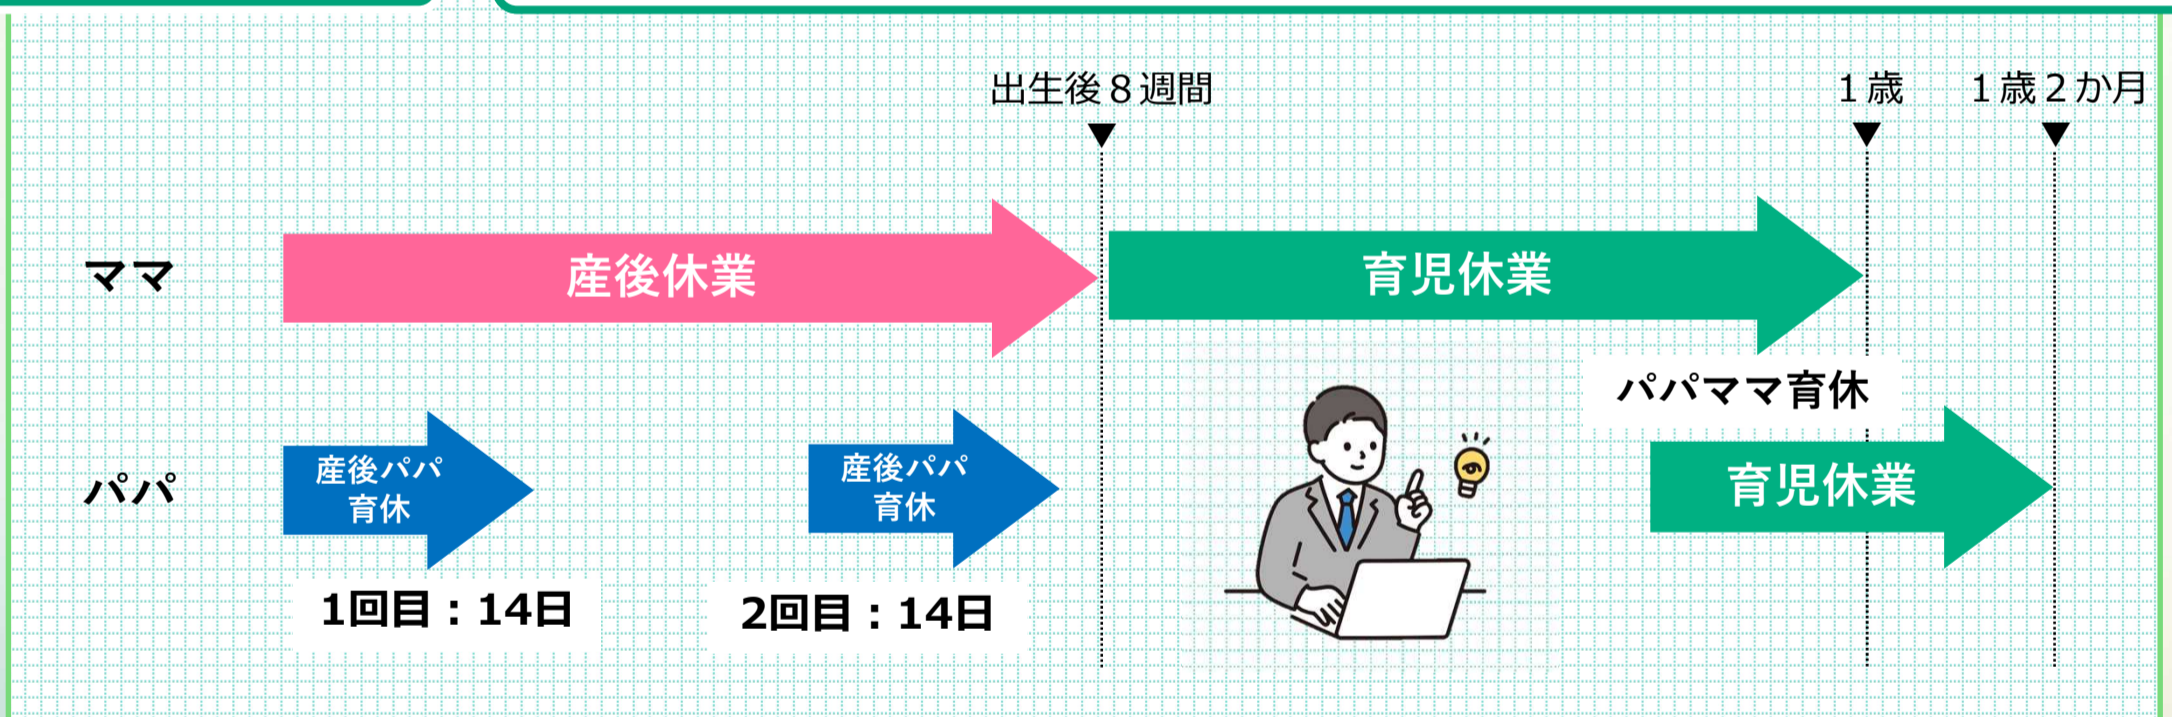 出生後８週間
１歳
１歳２か月
ママ
産後休業
育児休業
パパママ育休
パパ
産後パパ
育休
産後パパ
育休
育児休業
1回目：14日
2回目：14日